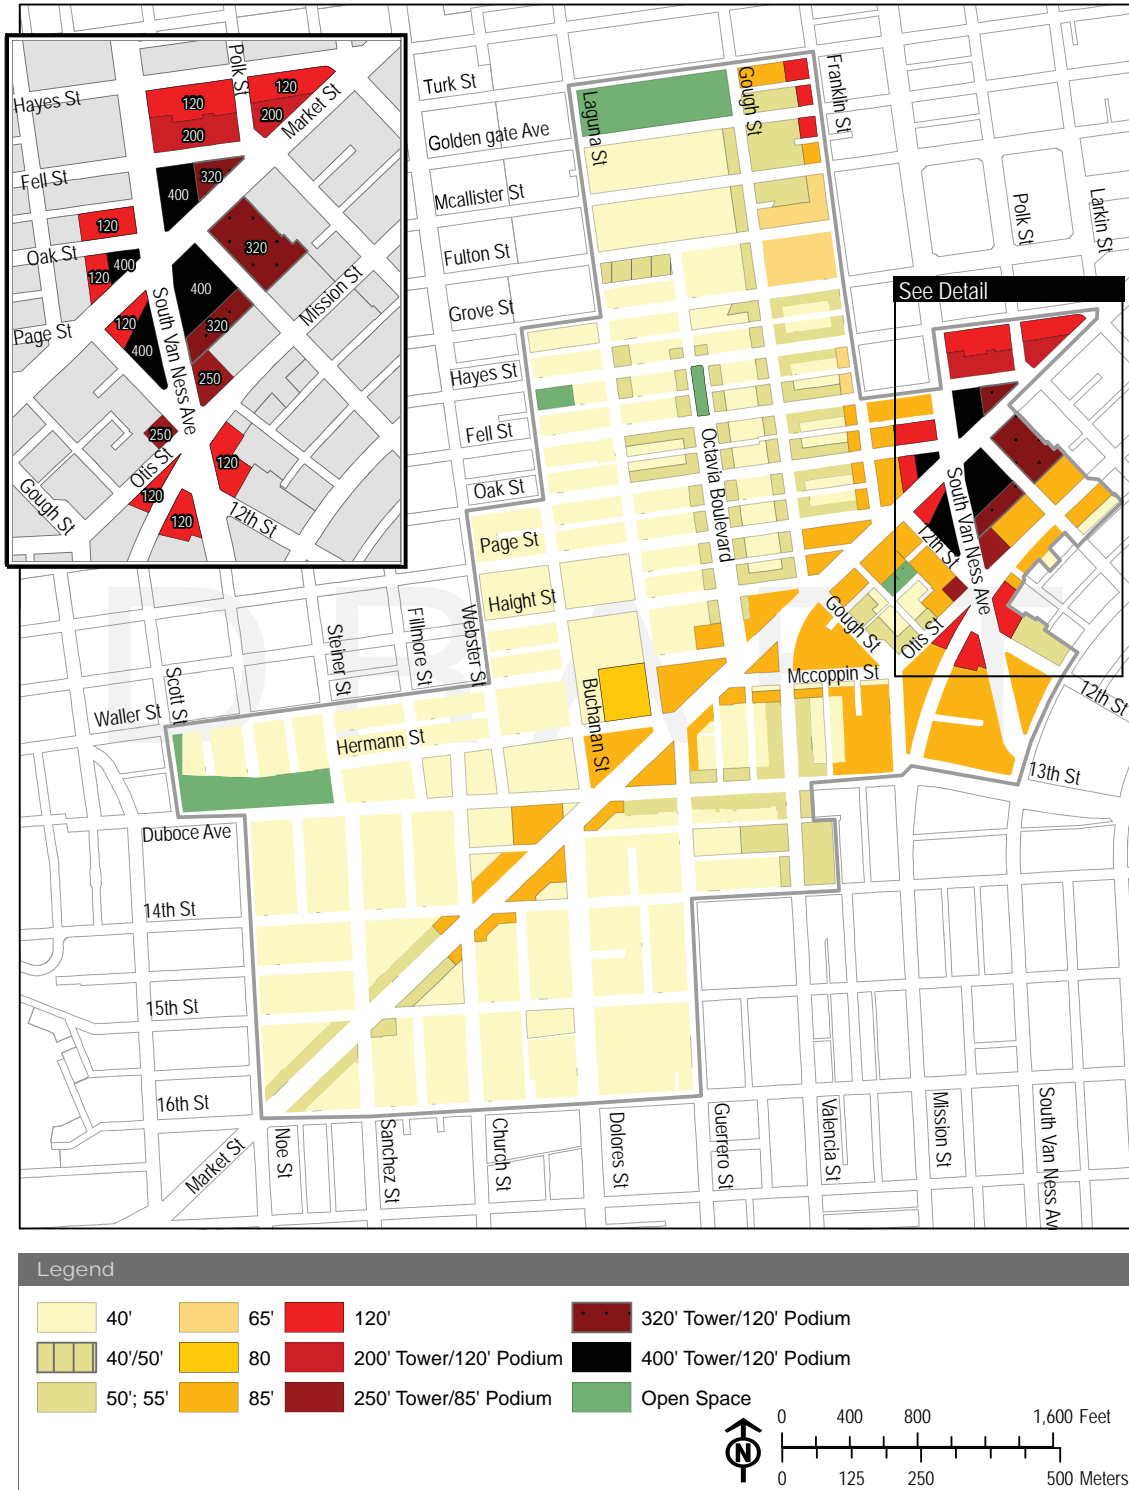 Polk St
Hayes St
120
120
200
Market St
200
Fell St
320
400
120
320
Oak St
400
120
400
Mission St
South Van Ness Ave
Page St
120
320
400
250
250
Otis St
120
120
Gough St
120
12th St
Turk St
Laguna St
Gough St
Franklin St
Golden gate Ave
Mcallister St
Polk St
Larkin St
Fulton St
See Detail
Grove St
Hayes St
Fell St
Octavia Boulevard
Oak St
South Van Ness Ave
Page St
12th St
Haight St
Gough St
Otis St
DRAFT
Webster St
Fillmore St
Steiner St
Scott St
Mccoppin St
Buchanan St
12th St
Waller St
Hermann St
13th St
Duboce Ave
14th St
15th St
16th St
Market St
Noe St
Sanchez St
Church St
Dolores St
Guerrero St
Valencia St
Mission St
South Van Ness Av
Legend
40'
65'
120'
320' Tower/120' Podium
40'/50'
80
200' Tower/120' Podium
400' Tower/120' Podium
50'; 55'
85'
250' Tower/85' Podium
Open Space
N
0 400 800 1,600 Feet
0 125 250 500 Meters